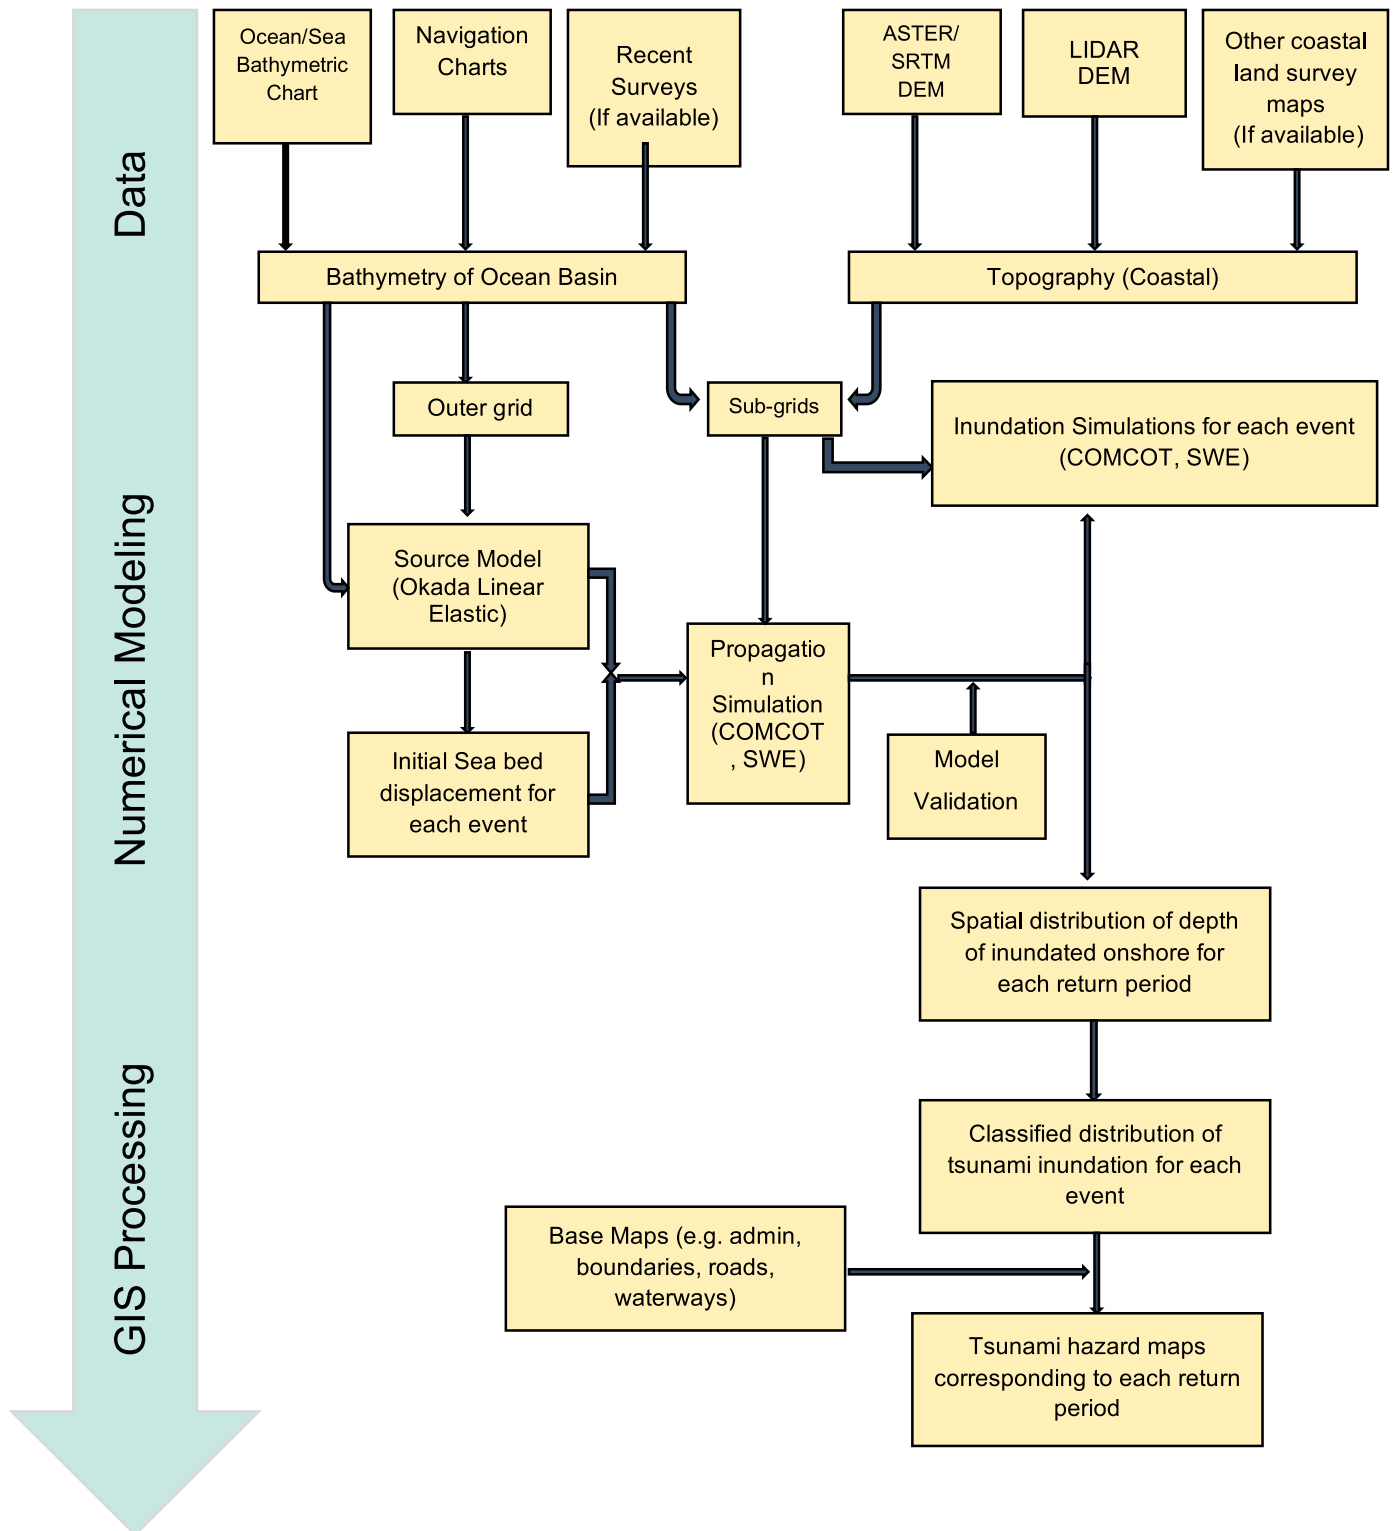 Data
Numerical Modeling
GIS Processing
Ocean/Sea
Bathymetric
Chart
Navigation
Charts
Recent
Surveys
(If available)
ASTER/
SRTM
DEM
LIDAR
DEM
Other coastal
land survey
maps
(If available)
Bathymetry of Ocean Basin
Topography (Coastal)
Outer grid
Sub-grids
Inundation Simulations for each event
(COMCOT, SWE)
Source Model
(Okada Linear
Elastic)
Propagatio
n
Simulation
(COMCOT
, SWE)
Initial Sea bed
displacement for
each event
Model
Validation
Spatial distribution of depth
of inundated onshore for
each return period
Classified distribution of
tsunami inundation for each
event
Base Maps (e.g. admin,
boundaries, roads,
waterways)
Tsunami hazard maps
corresponding to each return
period